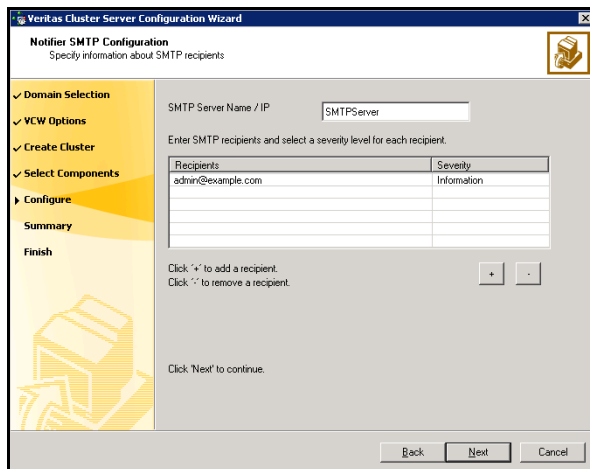 Veritas Cluster Server Configuration Wizard
Notifier SMTP Configuration
Specify information about SMTP recipients
Domain Selection
VCW Options
Create Cluster
Select Components
Configure
Summary
Finish
SMTP Server Name / IP
SMTPServer
Enter SMTP recipients and select a severity level for each recipient.
Recipients Severity
admin@example.com Information
Click '+' to add a recipient.
Click '-' to remove a recipient.
+ -
Click 'Next' to continue.
Back Next Cancel